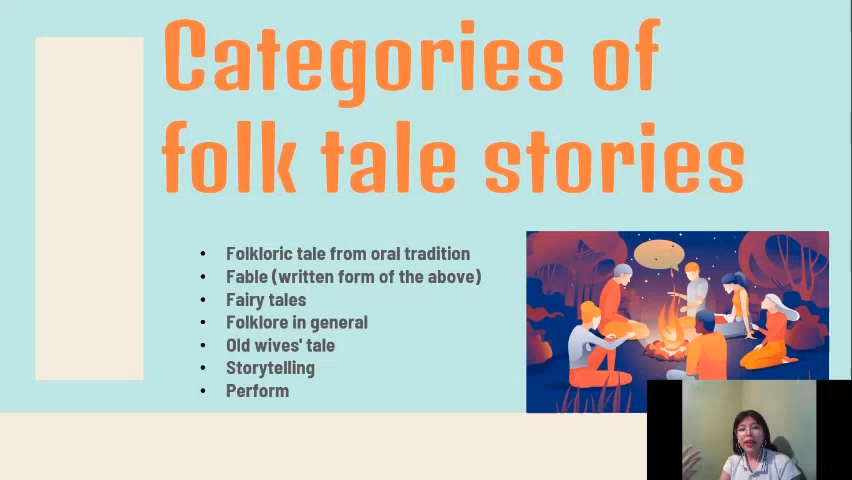 Categories of
folk tale stories
• Folkloric tale from oral tradition
• Fable (written form of the above)
• Fairy tales
• Folklore in general
• Old wives' tale
• Storytelling
• Perform